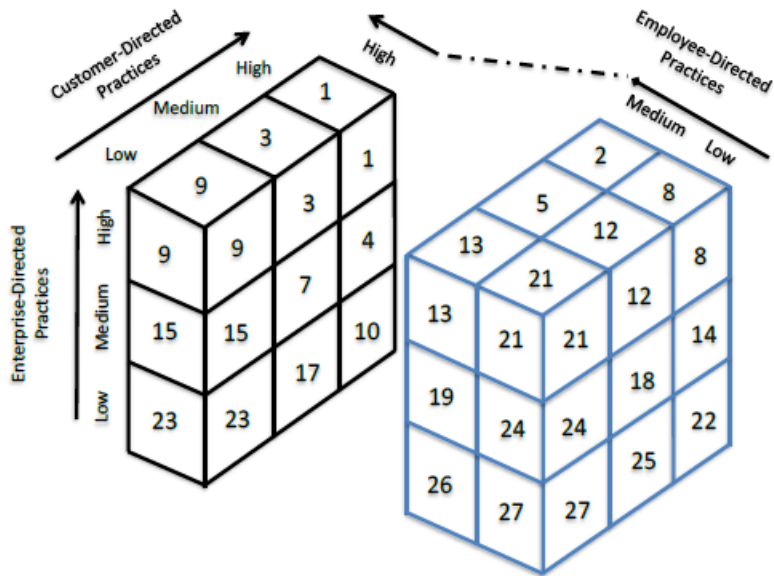 Customer-Directed
Practices
Low
Medium
High
High
Employee-Directed
Practices
Medium
Low
Enterprise-Directed
Practices
High
Medium
Low
1
3
9
9
9
3
1
15
15
7
4
23
23
17
10
2
5
8
13
12
21
13
21
21
12
8
19
24
24
18
14
26
27
27
25
22